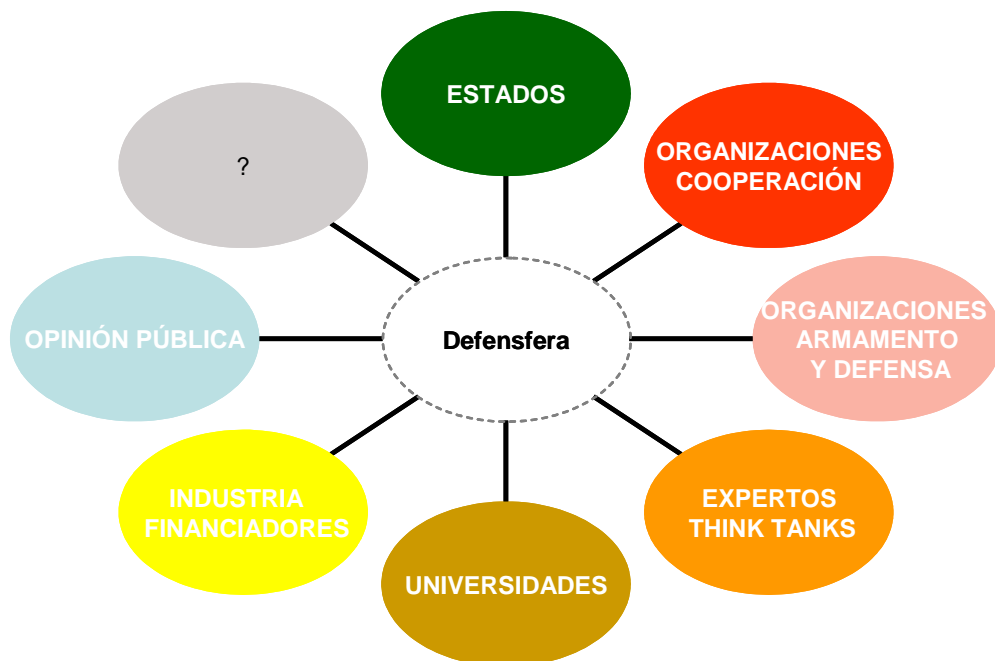 ESTADOS
ORGANIZACIONES
COOPERACIÓN
?
OPINIÓN PÚBLICA
Defensfera
ORGANIZACIONES
ARMAMENTO
Y DEFENSA
INDUSTRIA
FINANCIADORES
EXPERTOS
THINK TANKS
UNIVERSIDADES